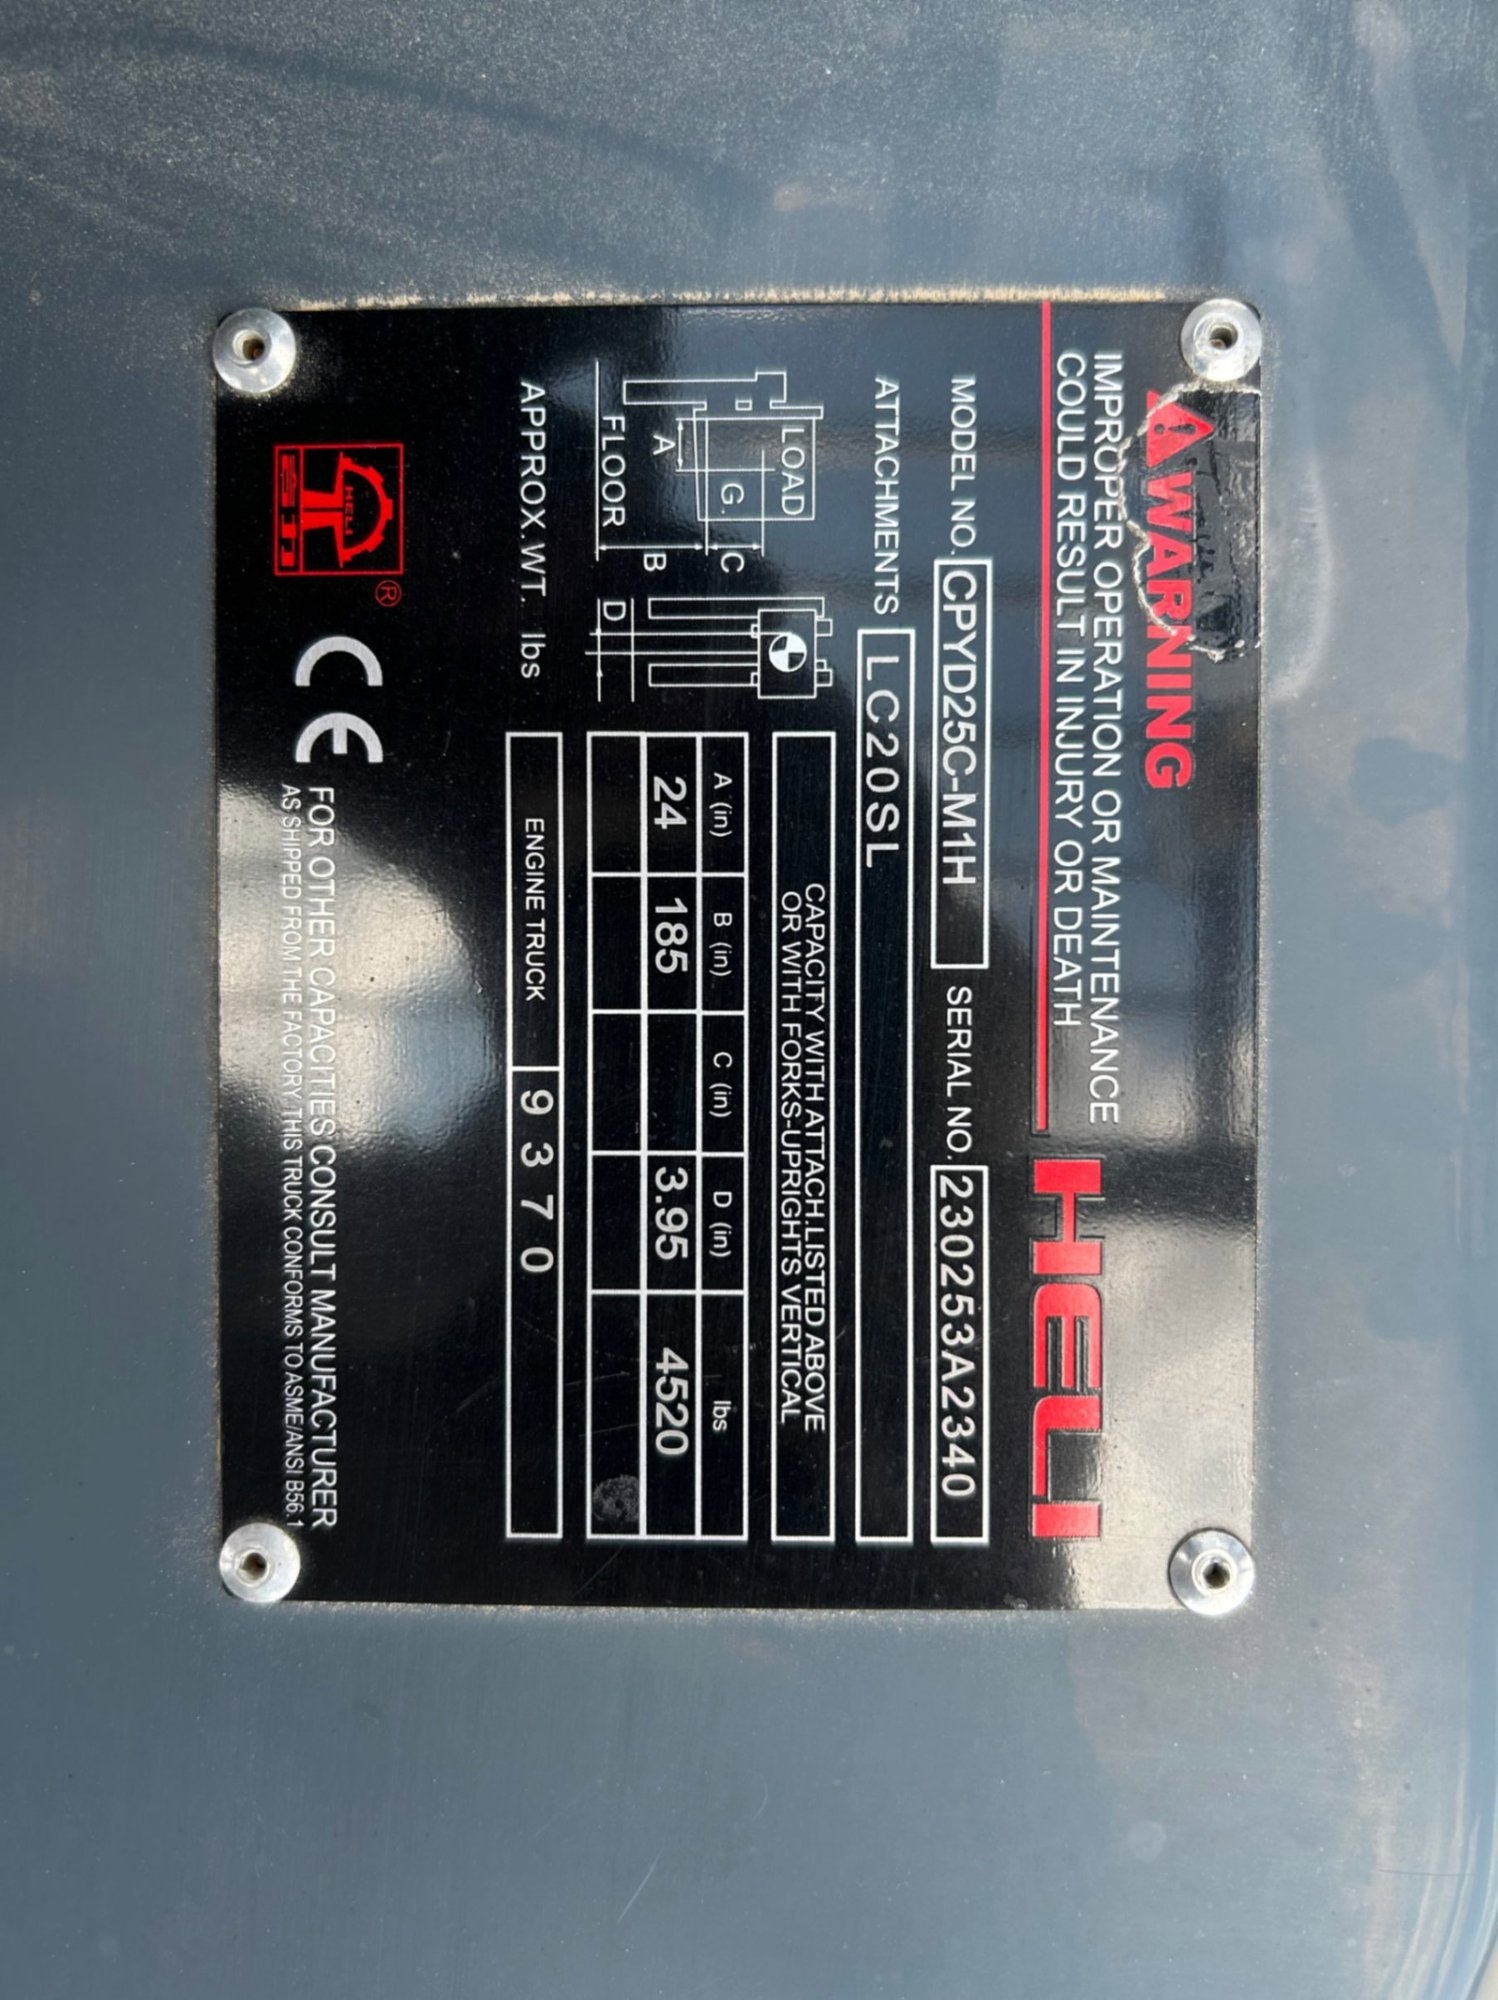 WARNING
IMPROPER OPERATION OR MAINTENANCE
COULD RESULT IN INJURY OR DEATH
HELI
MODEL NO. CPYD25C-M1H SERIAL NO. 230253A2340
ATTACHMENTS LC20SL
CAPACITY WITH ATTACH.LISTED ABOVE
OR WITH FORKS-UPRIGHTS VERTICAL
LOAD
G.
A
C
B
D
FLOOR
A (in) B (in) C (in) D (in) lbs
24 185 3.95 4520
APPROX.WT. lbs ENGINE TRUCK 9370
HELI
合力
®
CE
FOR OTHER CAPACITIES CONSULT MANUFACTURER
AS SHIPPED FROM THE FACTORY, THIS TRUCK CONFORMS TO ASME/ANSI B56.1